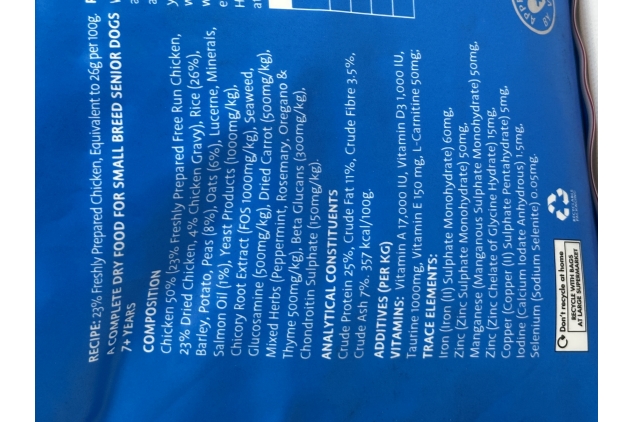 RECIPE: 23% Freshly Prepared Chicken, Equivalent to 26g per 100g
A COMPLETE DRY FOOD FOR SMALL BREED SENIOR DOGS
7+ YEARS
COMPOSITION
Chicken 50% (23% Freshly Prepared Free Run Chicken,
23% Dried Chicken, 4% Chicken Gravy), Rice (26%),
Barley, Potato, Peas (8%), Oats (6%), Lucerne, Minerals,
Salmon Oil (1%), Yeast Products (1000mg/kg),
Chicory Root Extract (FOS 1000mg/kg), Seaweed,
Glucosamine (500mg/kg), Dried Carrot (500mg/kg),
Mixed Herbs (Peppermint, Rosemary, Oregano &
Thyme 500mg/kg), Beta Glucans (300mg/kg),
Chondroitin Sulphate (150mg/kg).
ANALYTICAL CONSTITUENTS
Crude Protein 25%, Crude Fat 11%, Crude Fibre 3.5%,
Crude Ash 7%. 357 kcal/100g.
ADDITIVES (PER KG)
VITAMINS: Vitamin A 17,000 IU, Vitamin D3 1,000 IU,
Taurine 1000mg, Vitamin E 150 mg, L-Carnitine 50mg;
TRACE ELEMENTS:
Iron (Iron (II) Sulphate Monohydrate) 60mg,
Zinc (Zinc Sulphate Monohydrate) 50mg,
Manganese (Manganous Sulphate Monohydrate) 50mg,
Zinc (Zinc Chelate of Glycine Hydrate) 15mg,
Copper (Copper (II) Sulphate Pentahydrate) 5mg,
Iodine (Calcium Iodate Anhydrous) 1.5mg,
Selenium (Sodium Selenite) 0.05mg.
Don't recycle at home
RECYCLE WITH BAGS
AT LARGE SUPERMARKET